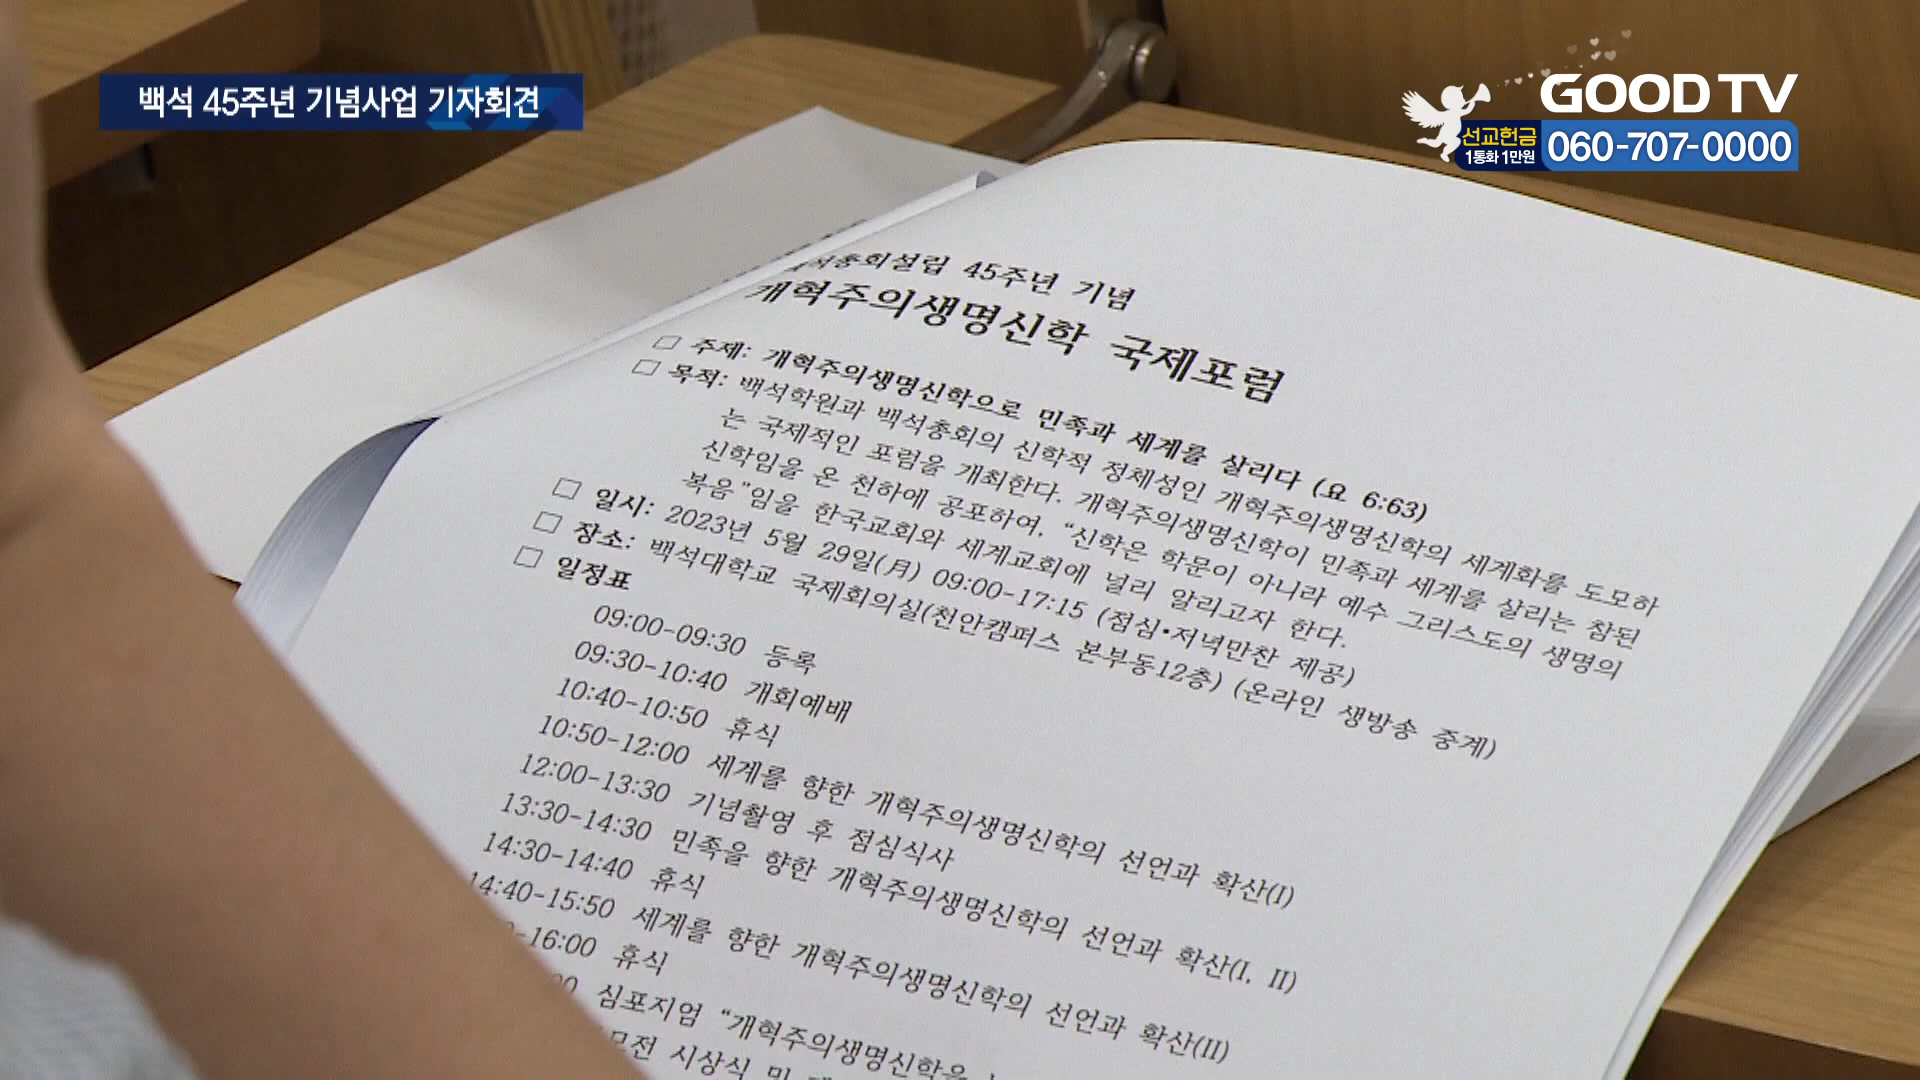 백석 45주년 기념사업 기자회견
GOOD TV
선교헌금
1통화 1만원
060-707-0000
백석총회설립 45주년 기념
개혁주의생명신학 국제포럼
□ 주제: 개혁주의생명신학으로 민족과 세계를 살리다 (요 6:63)
□ 목적: 백석학원과 백석총회의 신학적 정체성인 개혁주의생명신학의 세계화를 도모하
는 국제적인 포럼을 개최한다. 개혁주의생명신학이 민족과 세계를 살리는 참된
신학임을 온 천하에 공포하여, “신학은 학문이 아니라 예수 그리스도의 생명의
복음”임을 한국교회와 세계교회에 널리 알리고자 한다.
□ 일시: 2023년 5월 29일(月) 09:00-17:15 (점심•저녁만찬 제공)
□ 장소: 백석대학교 국제회의실(천안캠퍼스 본부동12층) (온라인 생방송 중계)
□ 일정표
09:00-09:30 등록
09:30-10:40 개회예배
10:40-10:50 휴식
10:50-12:00 세계를 향한 개혁주의생명신학의 선언과 확산(I)
12:00-13:30 기념촬영 후 점심식사
13:30-14:30 민족을 향한 개혁주의생명신학의 선언과 확산(I, II)
14:30-14:40 휴식
14:40-15:50 세계를 향한 개혁주의생명신학의 선언과 확산(II)
-16:00 휴식
심포지엄 “개혁주의생명신학을
시상식 및